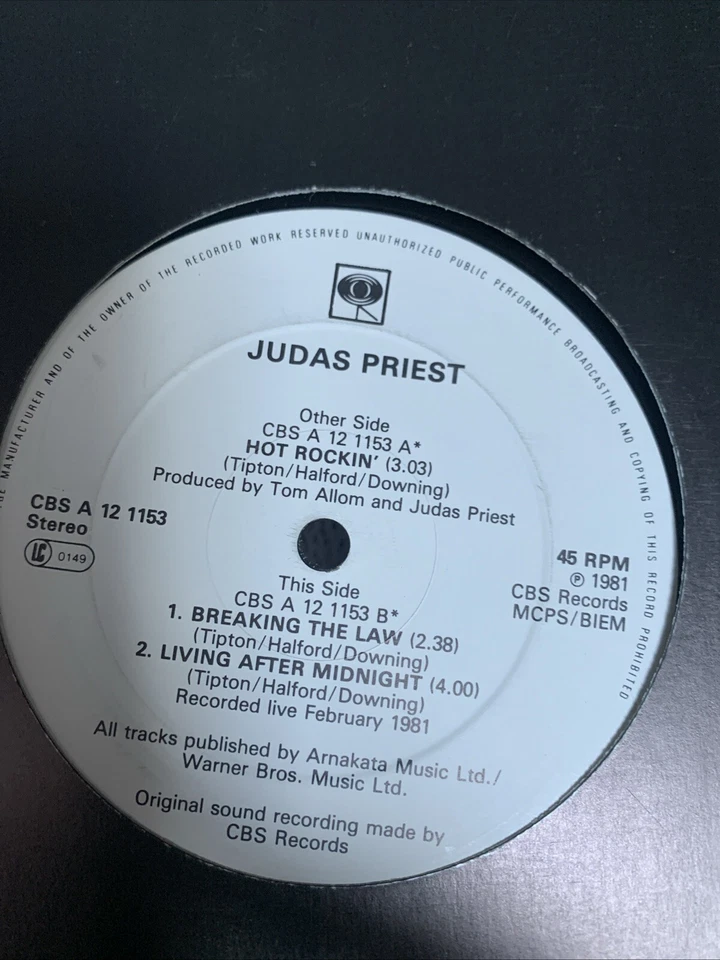 THE MANUFACTURER AND OF THE OWNER OF THE RECORDED WORK RESERVED UNAUTHORIZED PUBLIC PERFORMANCE BROADCASTING AND COPYING OF THIS RECORD PROHIBITED
JUDAS PRIEST
Other Side
CBS A 12 1153 A*
HOT ROCKIN' (3.03)
(Tipton/Halford/Downing)
Produced by Tom Allom and Judas Priest
CBS A 12 1153
Stereo
LC 0149
45 RPM
℗ 1981
CBS Records
MCPS/BIEM
This Side
CBS A 12 1153 B*
1. BREAKING THE LAW (2.38)
(Tipton/Halford/Downing)
2. LIVING AFTER MIDNIGHT (4.00)
(Tipton/Halford/Downing)
Recorded live February 1981
All tracks published by Arnakata Music Ltd./
Warner Bros. Music Ltd.
Original sound recording made by
CBS Records